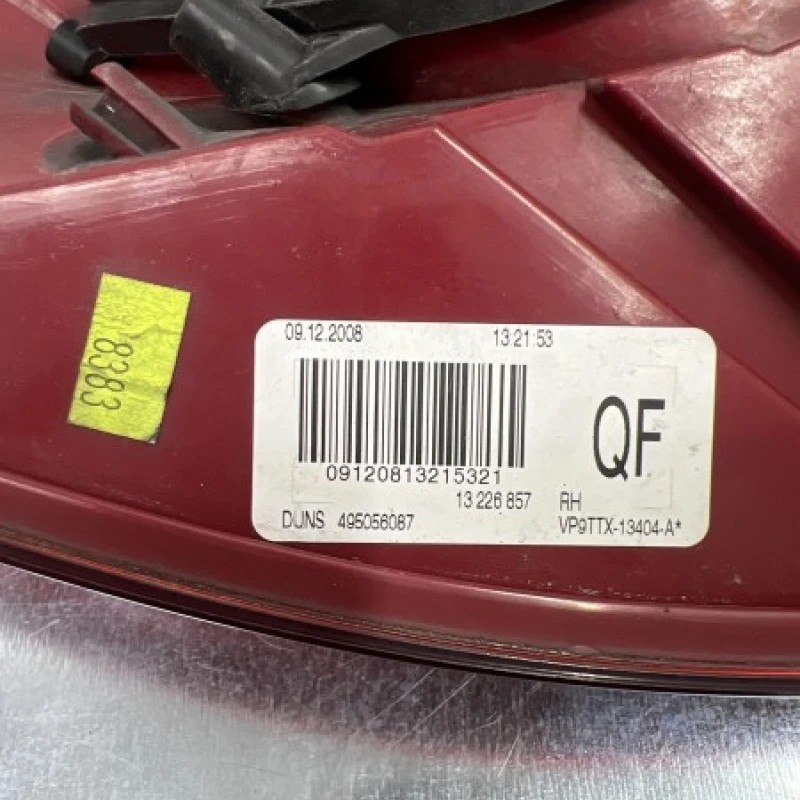 8383
09.12.2008 13:21:53
QF
09120813215321
13 226 857 RH
DUNS 495056087 VP9TTX-13404-A*